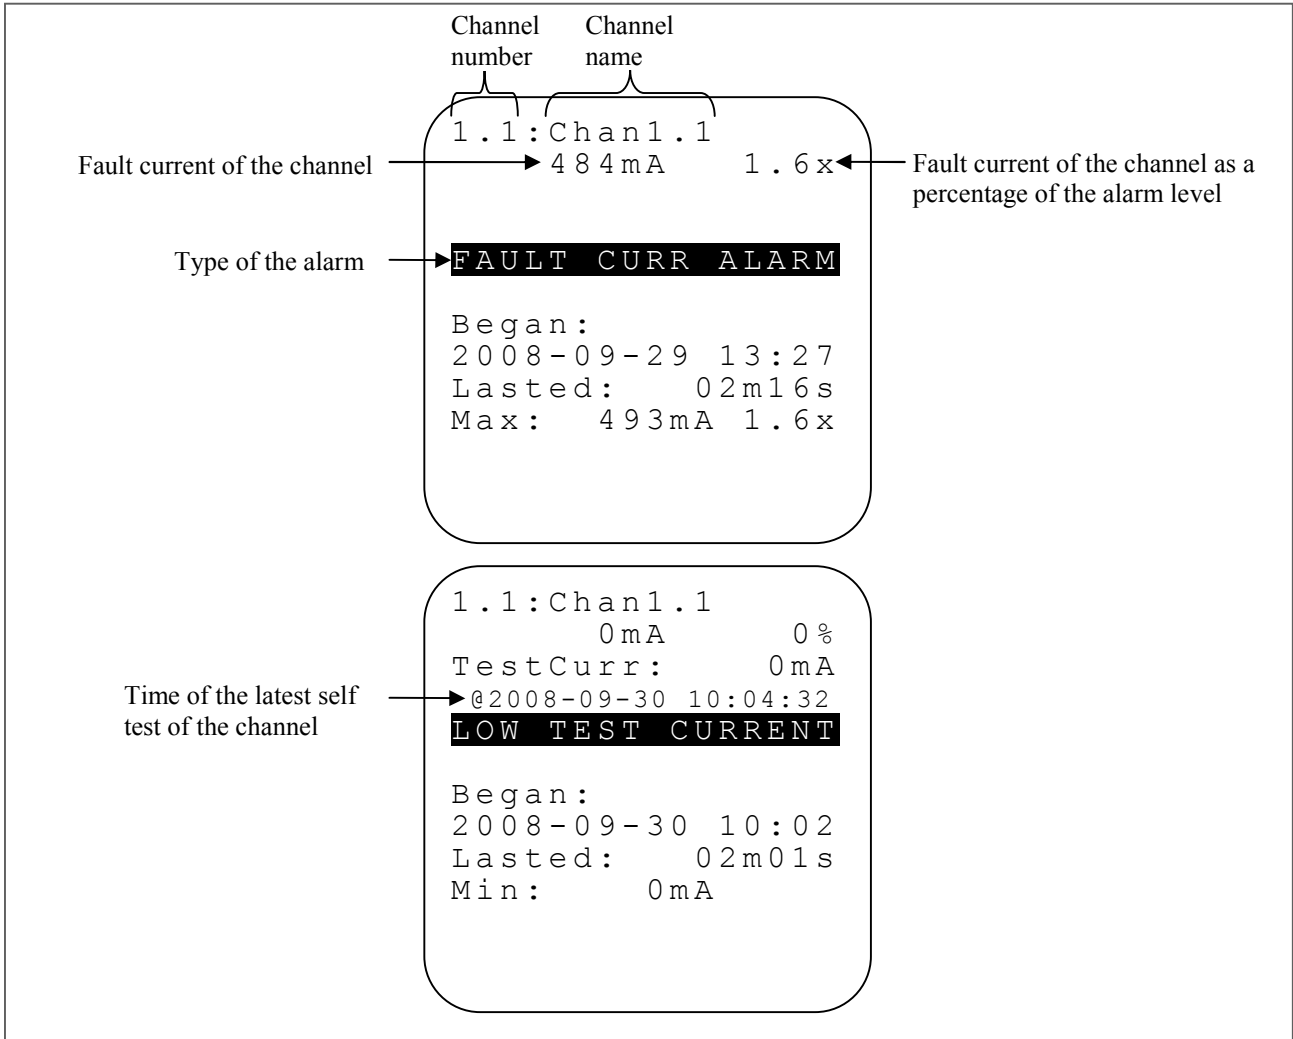 Channel number
Channel name
1.1:Chan1.1
Fault current of the channel
484mA 1.6x
Fault current of the channel as a
percentage of the alarm level
Type of the alarm
FAULT CURR ALARM
Began:
2008-09-29 13:27
Lasted: 02m16s
Max: 493mA 1.6x
1.1:Chan1.1
0mA 0%
TestCurr: 0mA
Time of the latest self
test of the channel
@2008-09-30 10:04:32
LOW TEST CURRENT
Began:
2008-09-30 10:02
Lasted: 02m01s
Min: 0mA